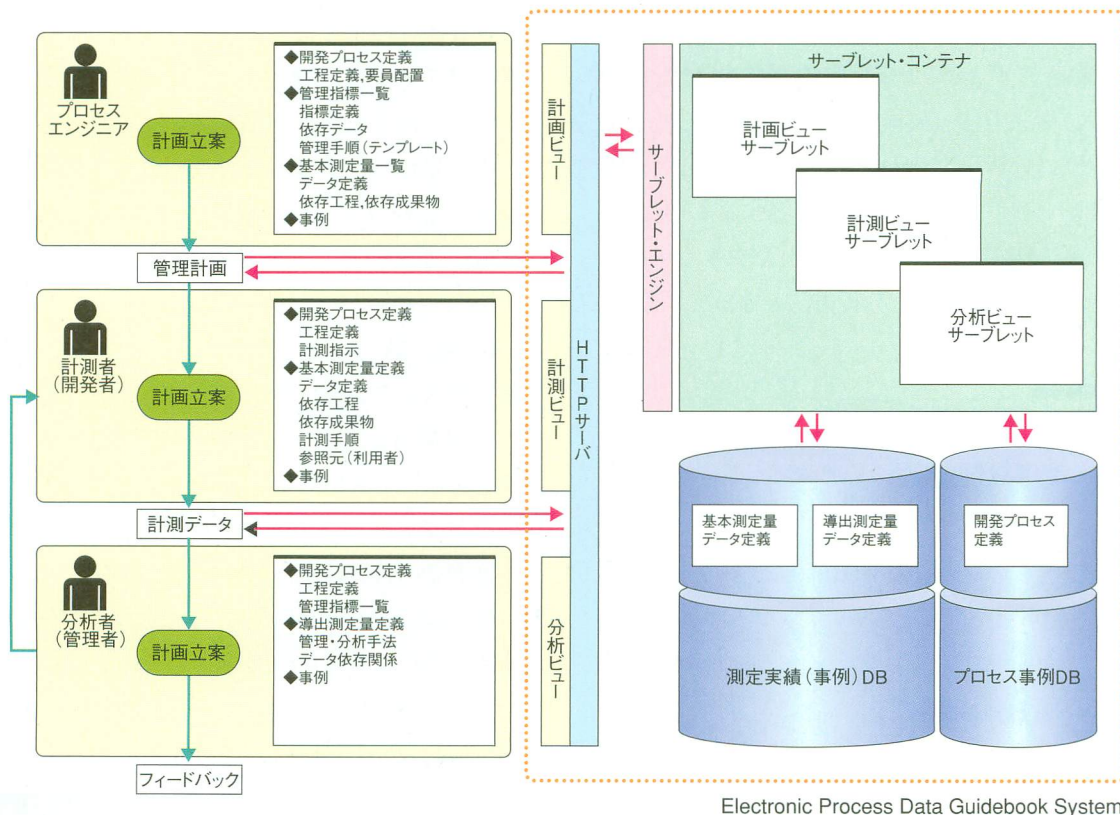 プロセス
エンジニア
計画立案
◆開発プロセス定義
工程定義,要員配置
◆管理指標一覧
指標定義
依存データ
管理手順(テンプレート)
◆基本測定量一覧
データ定義
依存工程,依存成果物
◆事例
管理計画
計測者
(開発者)
計画立案
◆開発プロセス定義
工程定義
計測指示
◆基本測定量定義
データ定義
依存工程
依存成果物
計測手順
参照元(利用者)
◆事例
計測データ
分析者
(管理者)
計画立案
◆開発プロセス定義
工程定義
管理指標一覧
◆導出測定量定義
管理・分析手法
データ依存関係
◆事例
フィードバック
計画ビュー
計測ビュー
分析ビュー
HTTPサーバ
サーブレット・エンジン
サーブレット・コンテナ
計画ビュー
サーブレット
計測ビュー
サーブレット
分析ビュー
サーブレット
基本測定量
データ定義
導出測定量
データ定義
開発プロセス
定義
測定実績(事例)DB
プロセス事例DB
Electronic Process Data Guidebook System